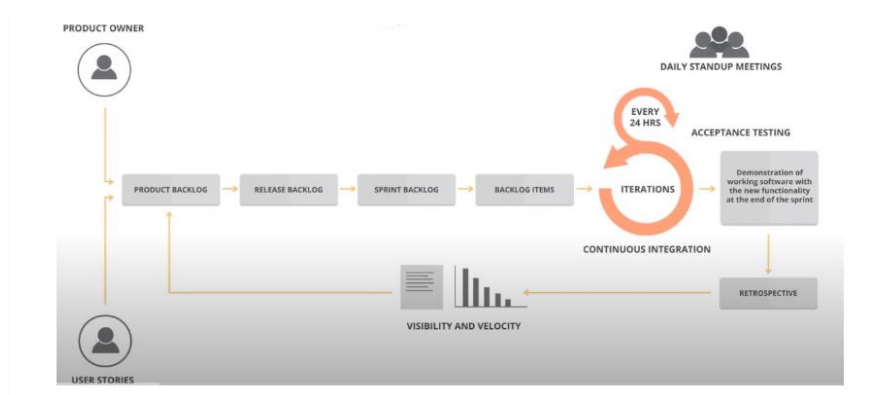 PRODUCT OWNER
DAILY STANDUP MEETINGS
EVERY
24 HRS
ACCEPTANCE TESTING
PRODUCT BACKLOG
RELEASE BACKLOG
SPRINT BACKLOG
BACKLOG ITEMS
ITERATIONS
Demonstration of
working software with
the new functionality
at the end of the sprint
CONTINUOUS INTEGRATION
RETROSPECTIVE
VISIBILITY AND VELOCITY
USER STORIES